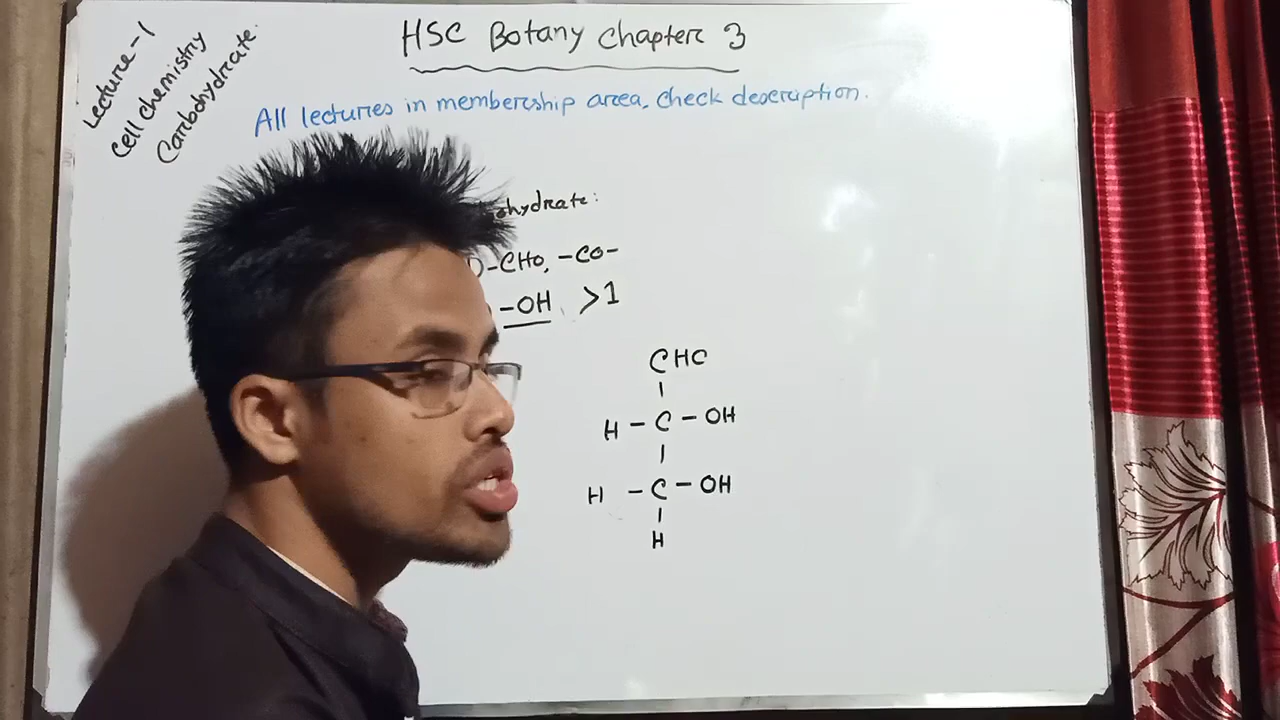 Lecture-1
Cell chemistry
Carbohydrate.
HSC Botany Chapter 3
All lectures in membership area, check description.
ohydrate:
-CHO, -CO-
-OH >1
CHO
H - C - OH
H - C - OH
H